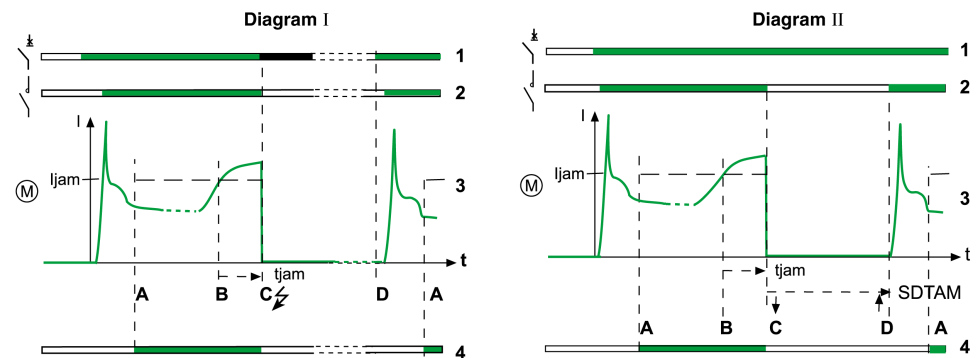 Diagram I
1
2
I
Ijam
M
3
t
tjam
A B C D A
4
Diagram II
1
2
I
Ijam
M
3
t
tjam
SDTAM
A B C D A
4